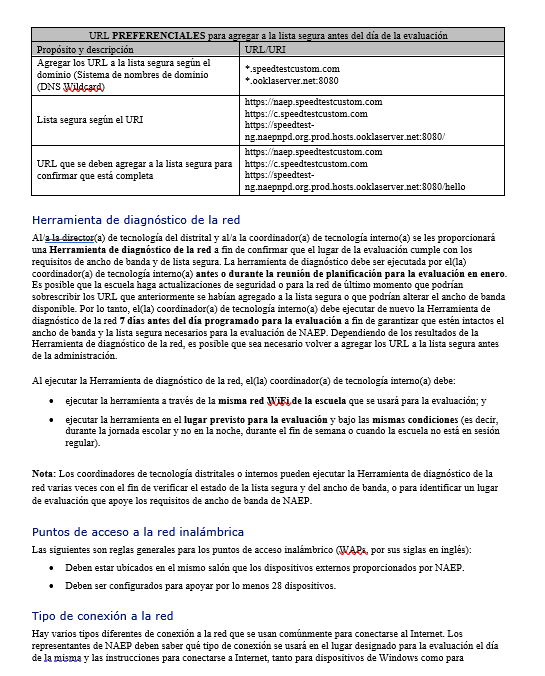 URL PREFERENCIALES para agregar a la lista segura antes del día de la evaluación
Propósito y descripción URL/URI
Agregar los URL a la lista segura según el
dominio (Sistema de nombres de dominio
(DNS Wildcard)
*.speedtestcustom.com
*.ooklaserver.net:8080
Lista segura según el URI
https://naep.speedtestcustom.com
https://c.speedtestcustom.com
https://speedtest-
ng.naepnpd.org.prod.hosts.ooklaserver.net:8080/
URL que se deben agregar a la lista segura para
confirmar que está completa
https://naep.speedtestcustom.com
https://c.speedtestcustom.com
https://speedtest-
ng.naepnpd.org.prod.hosts.ooklaserver.net:8080/hello
Herramienta de diagnóstico de la red
Al/a la director(a) de tecnología del distrital y al/a la coordinador(a) de tecnología interno(a) se les proporcionará
una Herramienta de diagnóstico de la red a fin de confirmar que el lugar de la evaluación cumple con los
requisitos de ancho de banda y de lista segura. La herramienta de diagnóstico debe ser ejecutada por el(la)
coordinador(a) de tecnología interno(a) antes o durante la reunión de planificación para la evaluación en enero.
Es posible que la escuela haga actualizaciones de seguridad o para la red de último momento que podrían
sobrescribir los URL que anteriormente se habían agregado a la lista segura o que podrían alterar el ancho de banda
disponible. Por lo tanto, el(la) coordinador(a) de tecnología interno(a) debe ejecutar de nuevo la Herramienta de
diagnóstico de la red 7 días antes del día programado para la evaluación a fin de garantizar que estén intactos el
ancho de banda y la lista segura necesarios para la evaluación de NAEP. Dependiendo de los resultados de la
Herramienta de diagnóstico de la red, es posible que sea necesario volver a agregar los URL a la lista segura antes
de la administración.
Al ejecutar la Herramienta de diagnóstico de la red, el(la) coordinador(a) de tecnología interno(a) debe:
• ejecutar la herramienta a través de la misma red WiFi de la escuela que se usará para la evaluación; y
• ejecutar la herramienta en el lugar previsto para la evaluación y bajo las mismas condiciones (es decir,
durante la jornada escolar y no en la noche, durante el fin de semana o cuando la escuela no está en sesión
regular).
Nota: Los coordinadores de tecnología distritales o internos pueden ejecutar la Herramienta de diagnóstico de la
red varias veces con el fin de verificar el estado de la lista segura y del ancho de banda, o para identificar un lugar
de evaluación que apoye los requisitos de ancho de banda de NAEP.
Puntos de acceso a la red inalámbrica
Las siguientes son reglas generales para los puntos de acceso inalámbrico (WAPs, por sus siglas en inglés):
• Deben estar ubicados en el mismo salón que los dispositivos externos proporcionados por NAEP.
• Deben ser configurados para apoyar por lo menos 28 dispositivos.
Tipo de conexión a la red
Hay varios tipos diferentes de conexión a la red que se usan comúnmente para conectarse al Internet. Los
representantes de NAEP deben saber qué tipo de conexión se usará en el lugar designado para la evaluación el día
de la misma y las instrucciones para conectarse a Internet, tanto para dispositivos de Windows como para